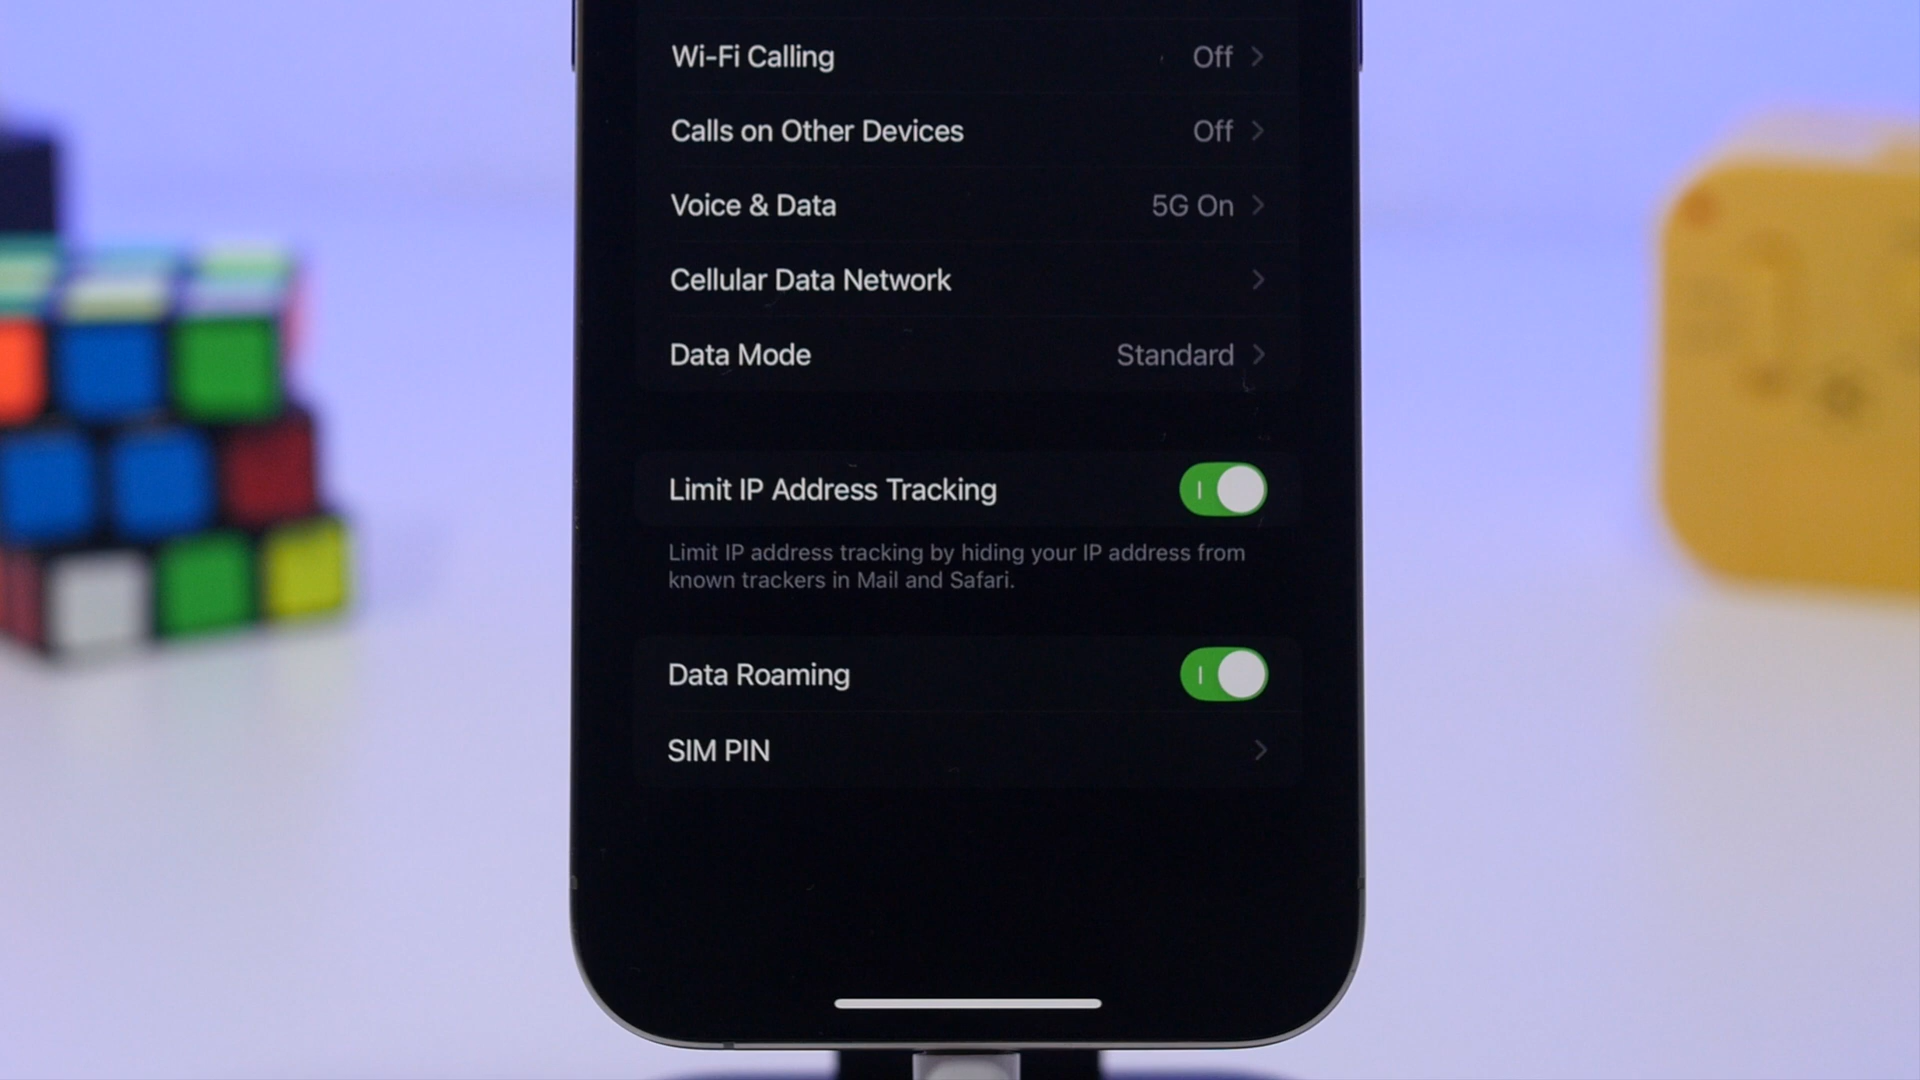 Wi-Fi Calling Off
Calls on Other Devices Off
Voice & Data 5G On
Cellular Data Network
Data Mode Standard
Limit IP Address Tracking
Limit IP address tracking by hiding your IP address from
known trackers in Mail and Safari.
Data Roaming
SIM PIN